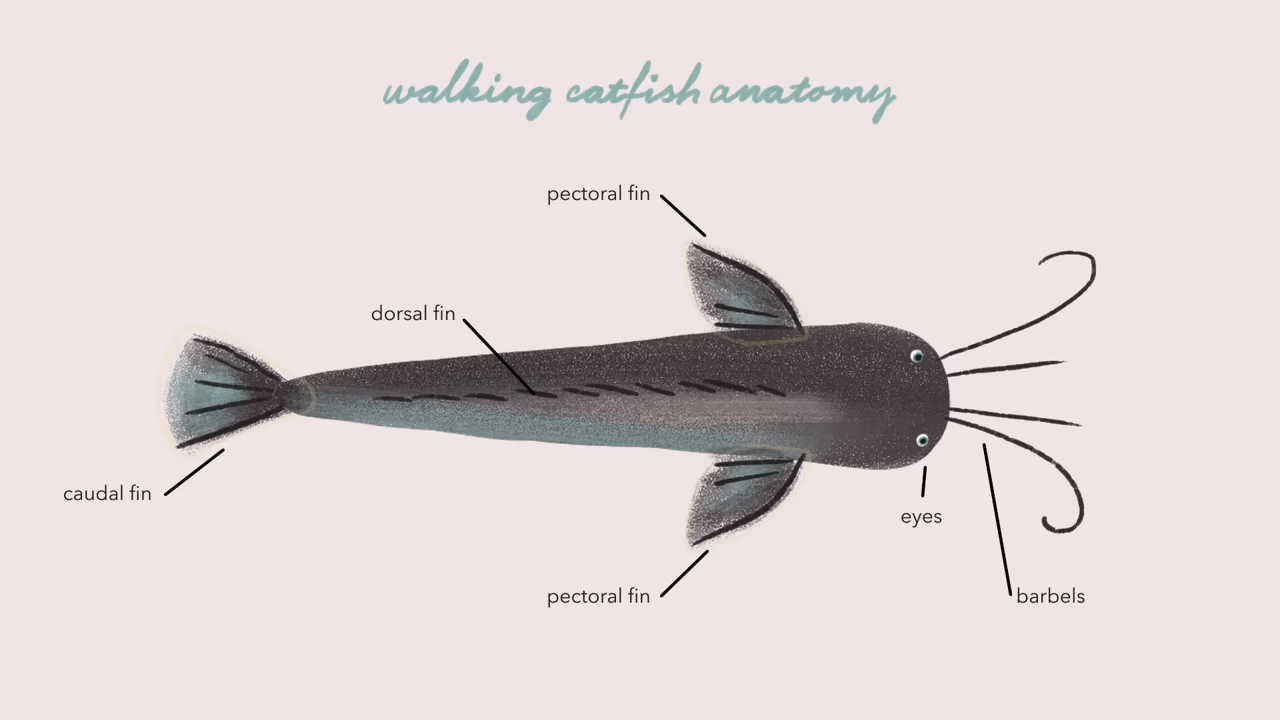 walking catfish anatomy
pectoral fin
dorsal fin
caudal fin
eyes
pectoral fin
barbels